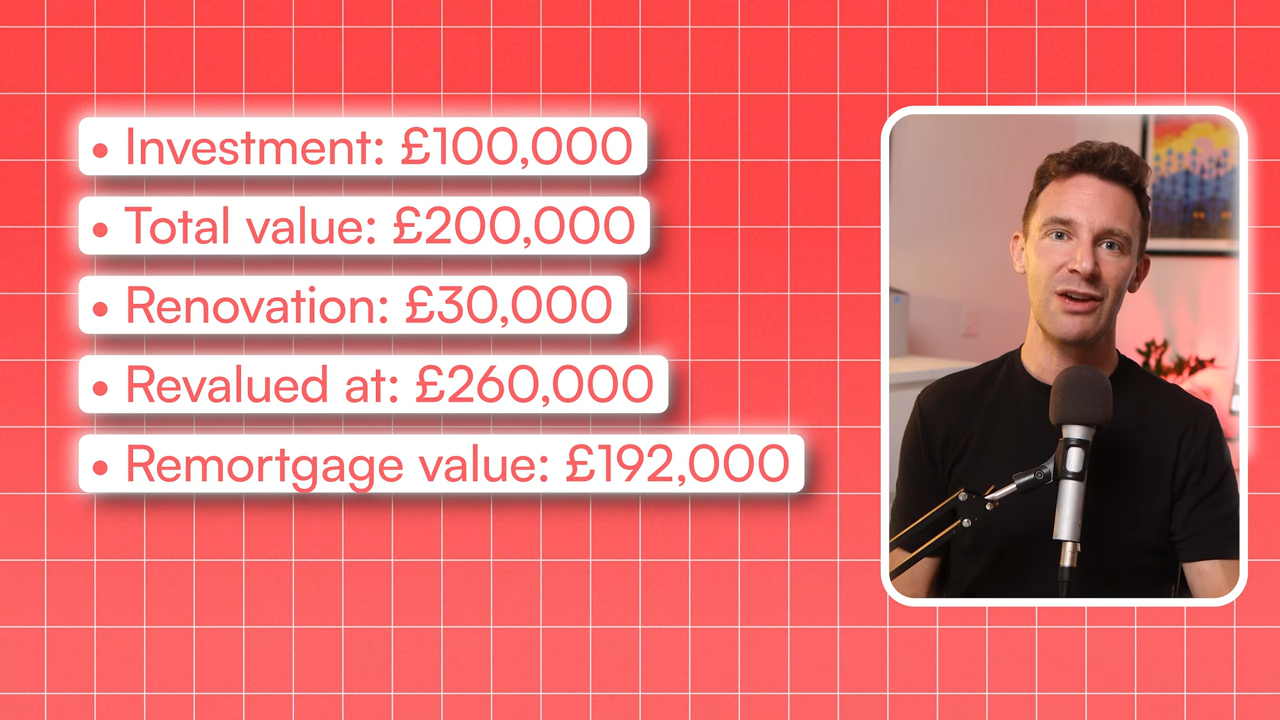 • Investment: £100,000
• Total value: £200,000
• Renovation: £30,000
• Revalued at: £260,000
• Remortgage value: £192,000